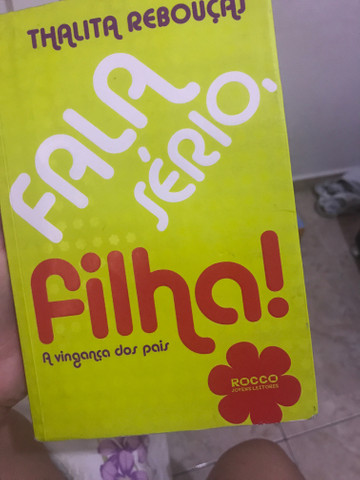 THALITA REBOUÇAS
FALA
SÉRIO,
filha!
A vingança dos pais
ROCCO
JOVENS LEITORES